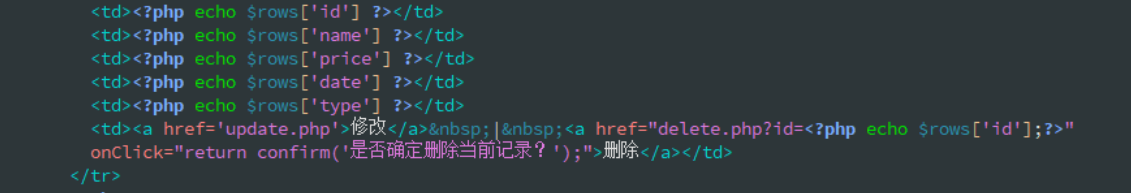 <td><?php echo $rows['id'] ?></td>
<td><?php echo $rows['name'] ?></td>
<td><?php echo $rows['price'] ?></td>
<td><?php echo $rows['date'] ?></td>
<td><?php echo $rows['type'] ?></td>
<td><a href='update.php'>修改</a>&nbsp;|&nbsp;<a href="delete.php?id=<?php echo $rows['id'];?>"
onClick="return confirm('是否确定删除当前记录？');">删除</a></td>
</tr>